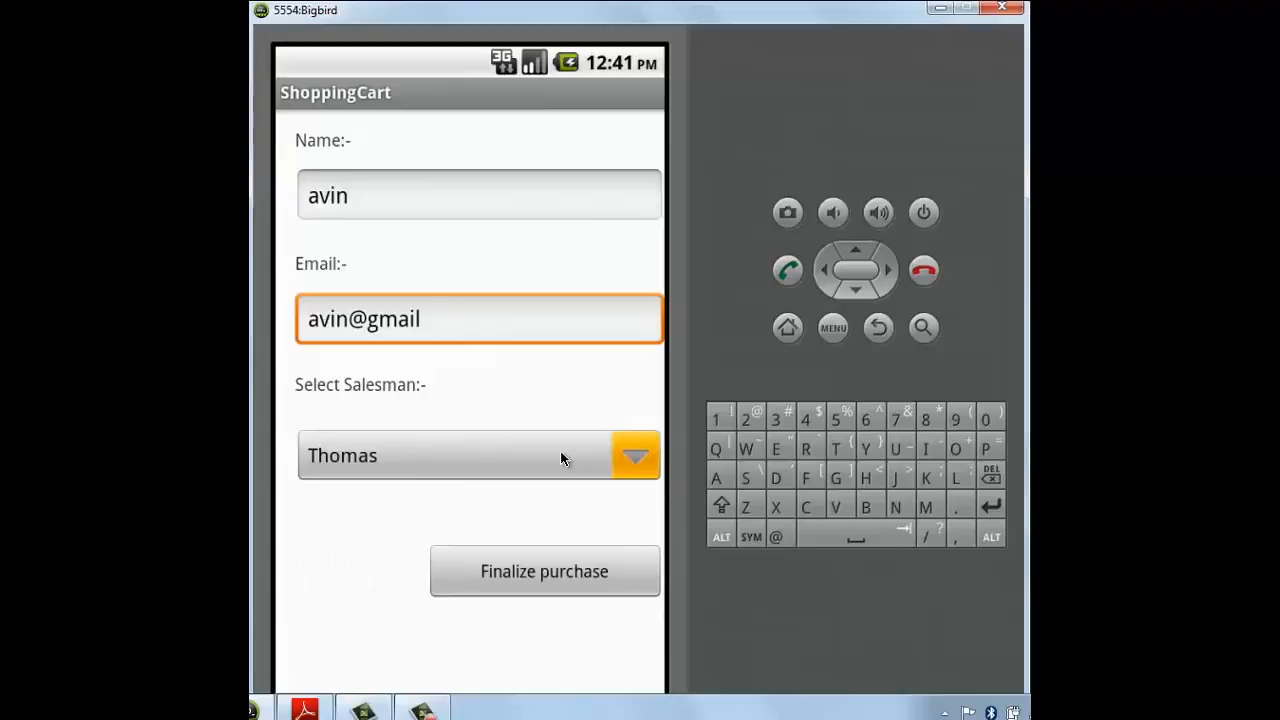 5554:Bigbird
3G 12:41 PM
ShoppingCart
Name:-
avin
Email:-
avin@gmail
Select Salesman:-
Thomas
Finalize purchase
MENU
1 ! 2 @ 3 # 4 $ 5 % 6 ^ 7 & 8 * 9 ( 0 )
Q | W ~ E " R ` T { Y } U _ I - O + P =
A S \ D ' F [ G ] H < J > K ; L : DEL
Z X C V B N M .
ALT SYM @ / ? , ALT